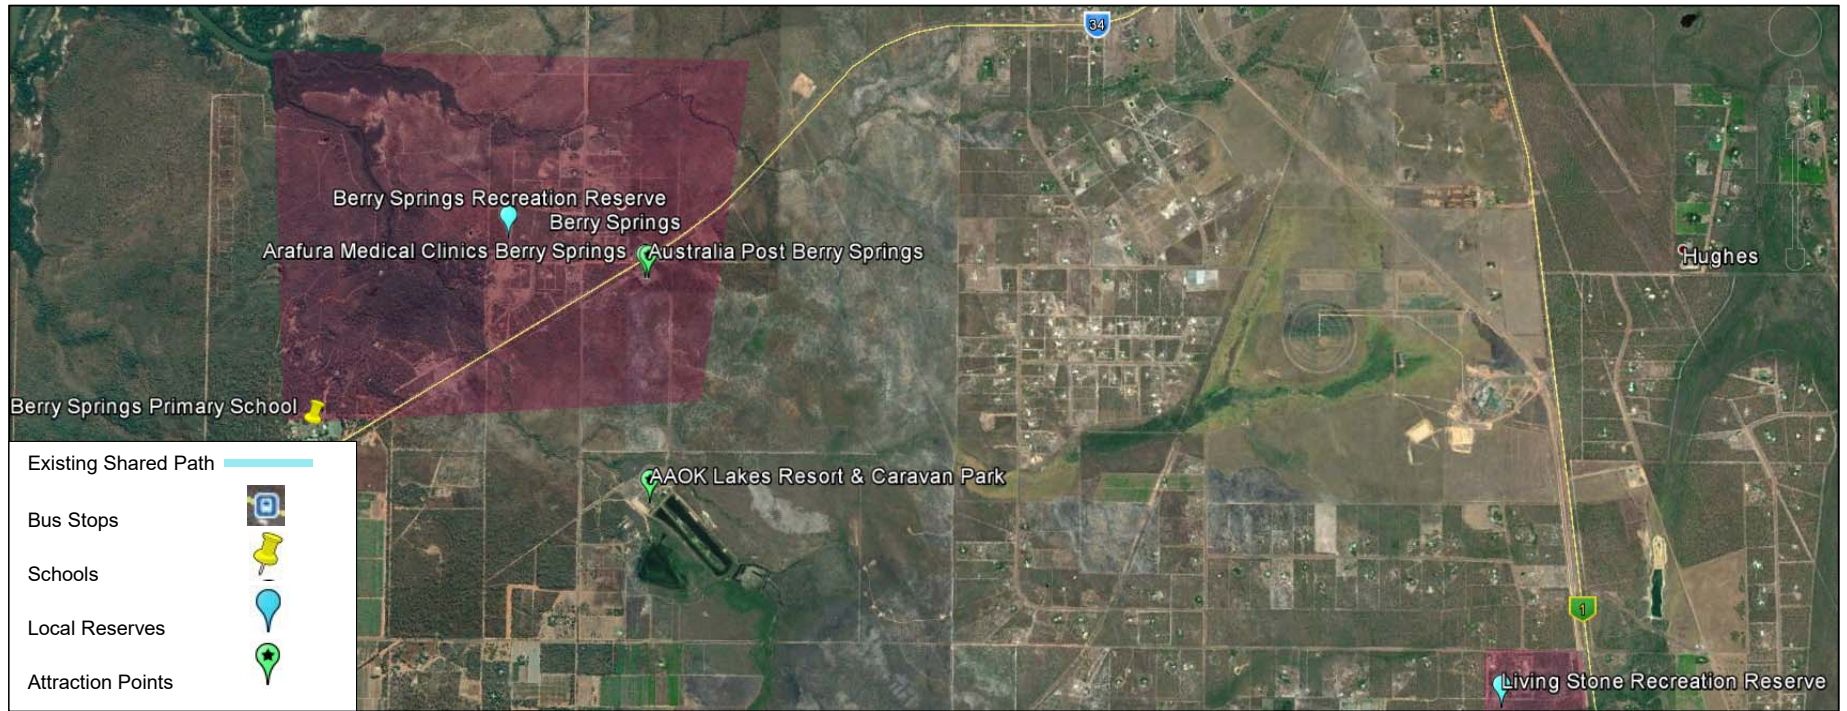 34
Berry Springs Recreation Reserve
Berry Springs
Arafura Medical Clinics Berry Springs
Australia Post Berry Springs
Hughes
Berry Springs Primary School
AAOK Lakes Resort & Caravan Park
Existing Shared Path
Bus Stops
Schools
Local Reserves
Attraction Points
1
Living Stone Recreation Reserve